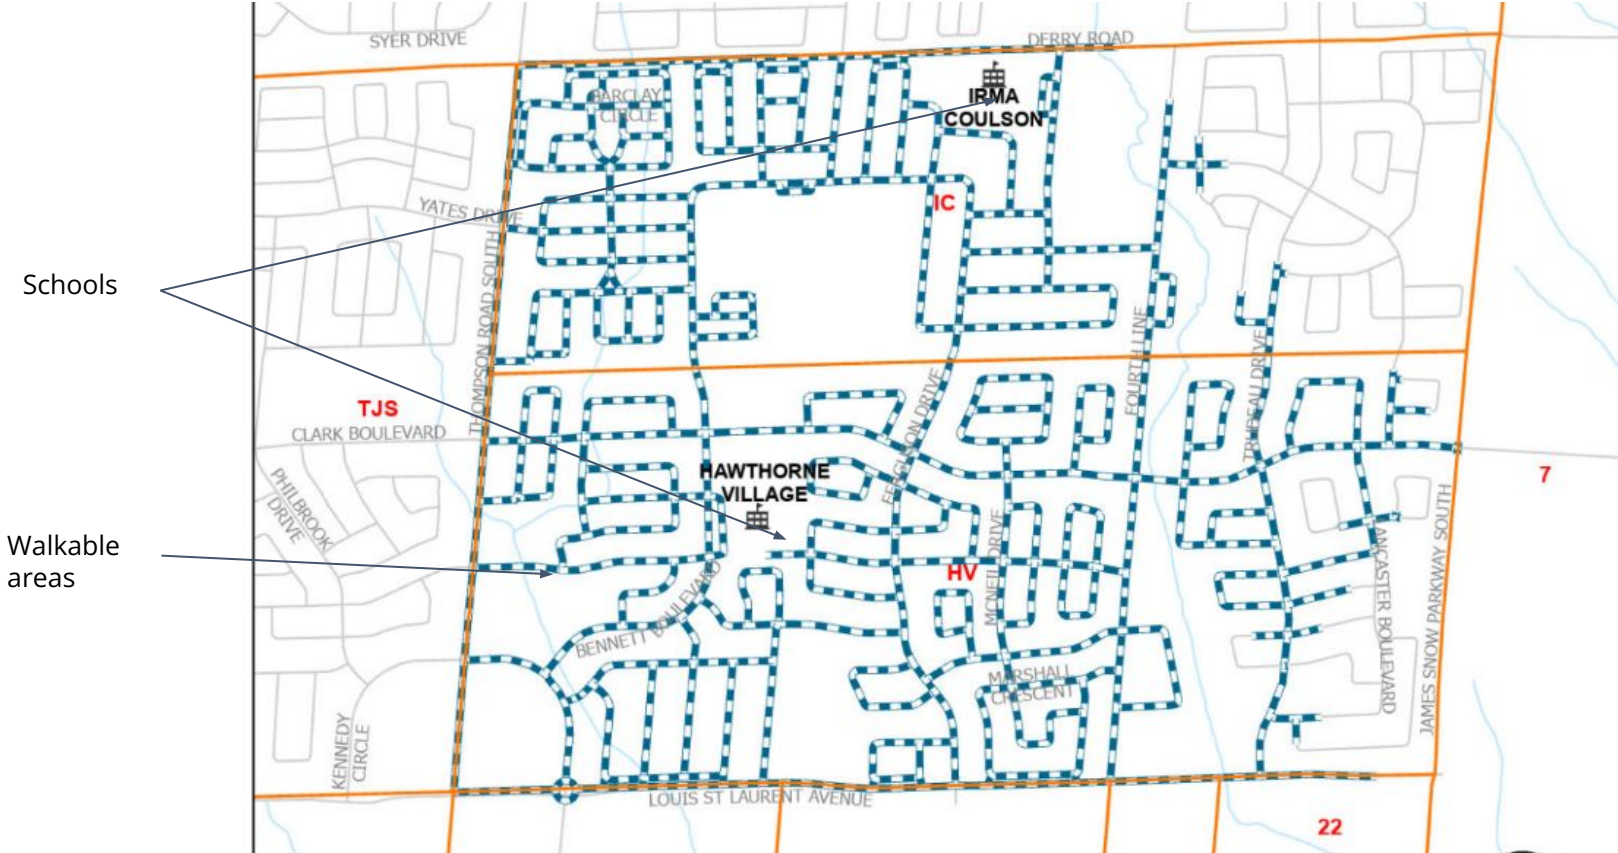 SYER DRIVE
DERRY ROAD
BARCLAY
CIRCLE
IRMA
COULSON
YATES DRIVE
IC
Schools
THOMPSON ROAD SOUTH
FOURTH LINE
TRUDEAU DRIVE
FERGUSON DRIVE
TJS
CLARK BOULEVARD
HAWTHORNE
VILLAGE
7
PHILBROOK
DRIVE
Walkable
areas
HV
MCNEIL DRIVE
LANCASTER BOULEVARD
JAMES SNOW PARKWAY SOUTH
BENNETT BOULEVARD
MARSHALL
CRESCENT
KENNEDY
CIRCLE
LOUIS ST LAURENT AVENUE
22